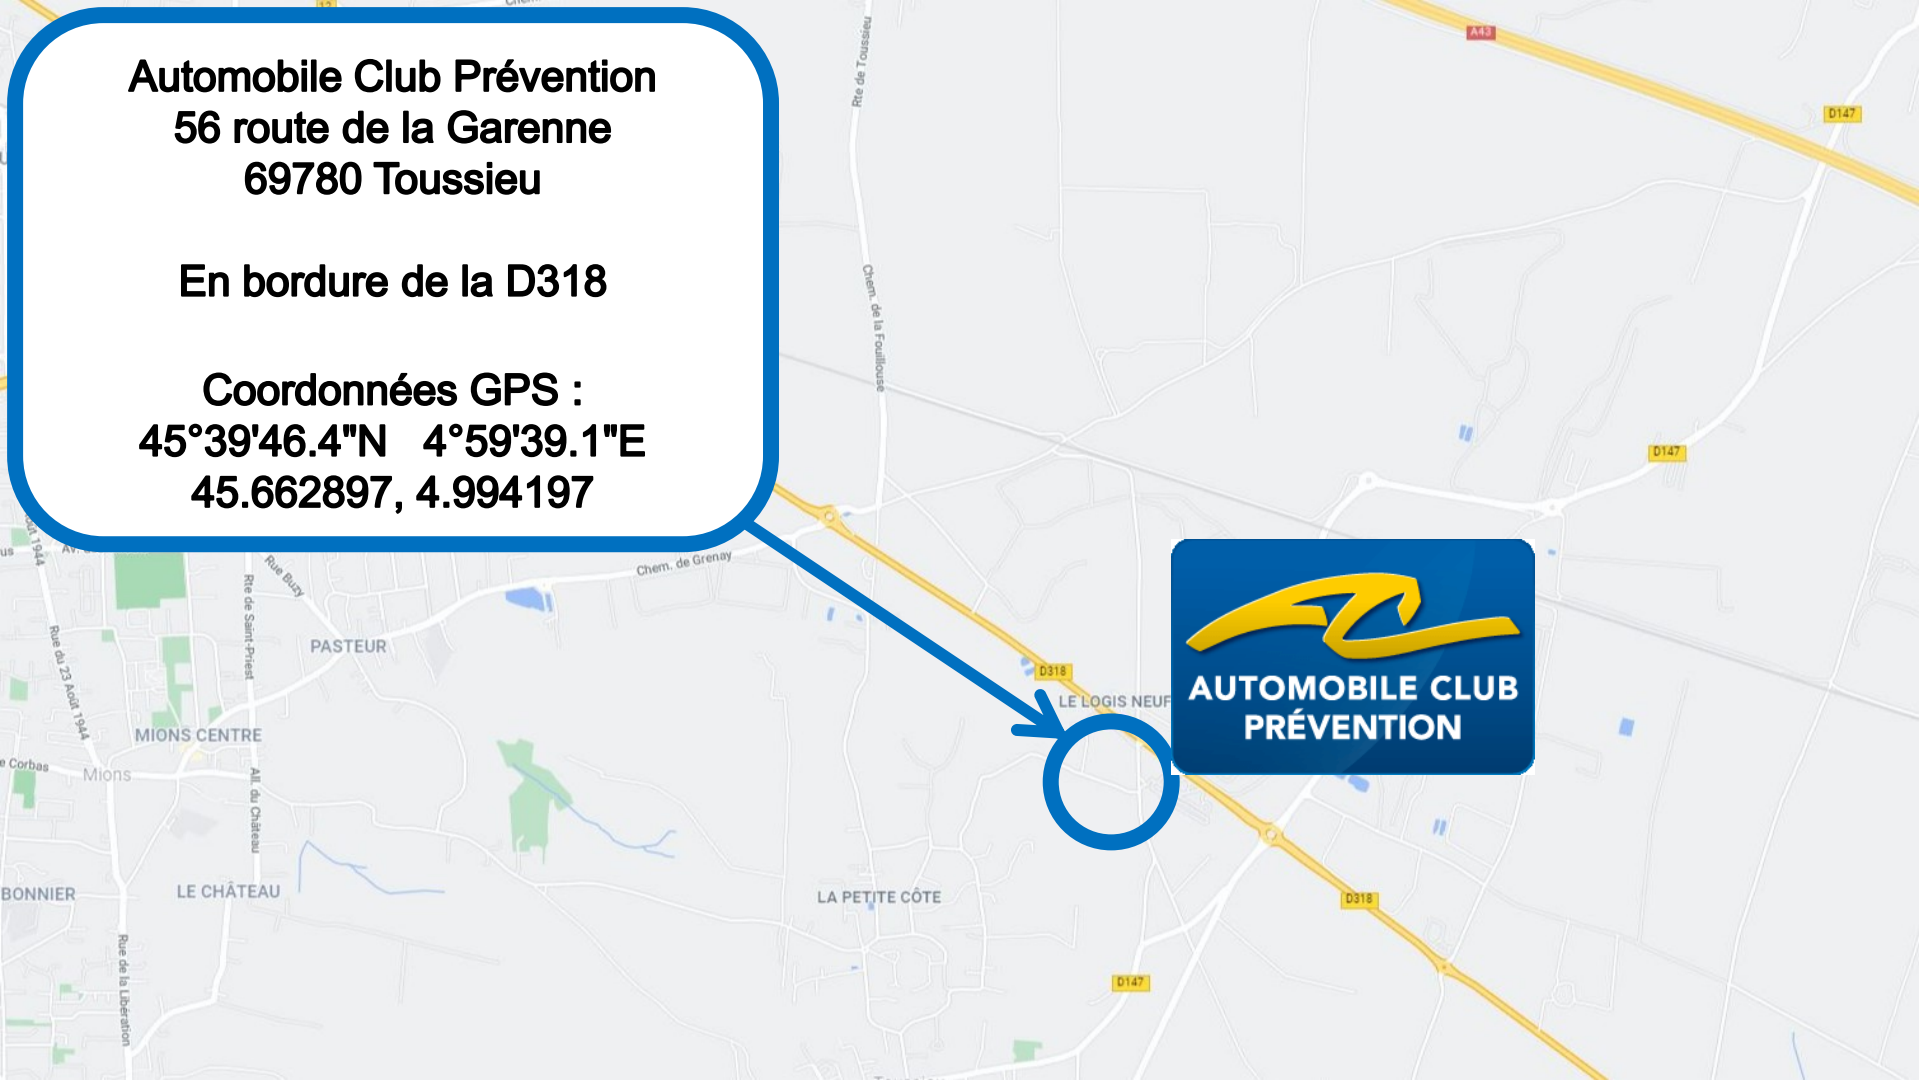 Automobile Club Prévention
56 route de la Garenne
69780 Toussieu
En bordure de la D318
Coordonnées GPS :
45°39'46.4"N   4°59'39.1"E
45.662897, 4.994197
12
A43
D147
Rte de Toussieu
Chem. de la Fouillouse
D147
Chem. de Grenay
Rue Buzy
Rte de Saint-Priest
Rue du 23 Août 1944
PASTEUR
D318
LE LOGIS NEUF
AUTOMOBILE CLUB
PRÉVENTION
MIONS CENTRE
e Corbas
Mions
All. du Château
BONNIER
LE CHÂTEAU
LA PETITE CÔTE
D318
Rue de la Libération
D147